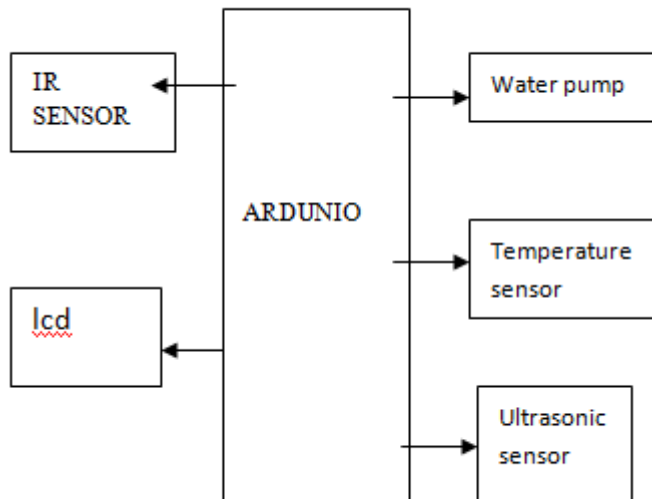 IR
SENSOR
Water pump
ARDUNIO
Temperature
sensor
lcd
Ultrasonic
sensor